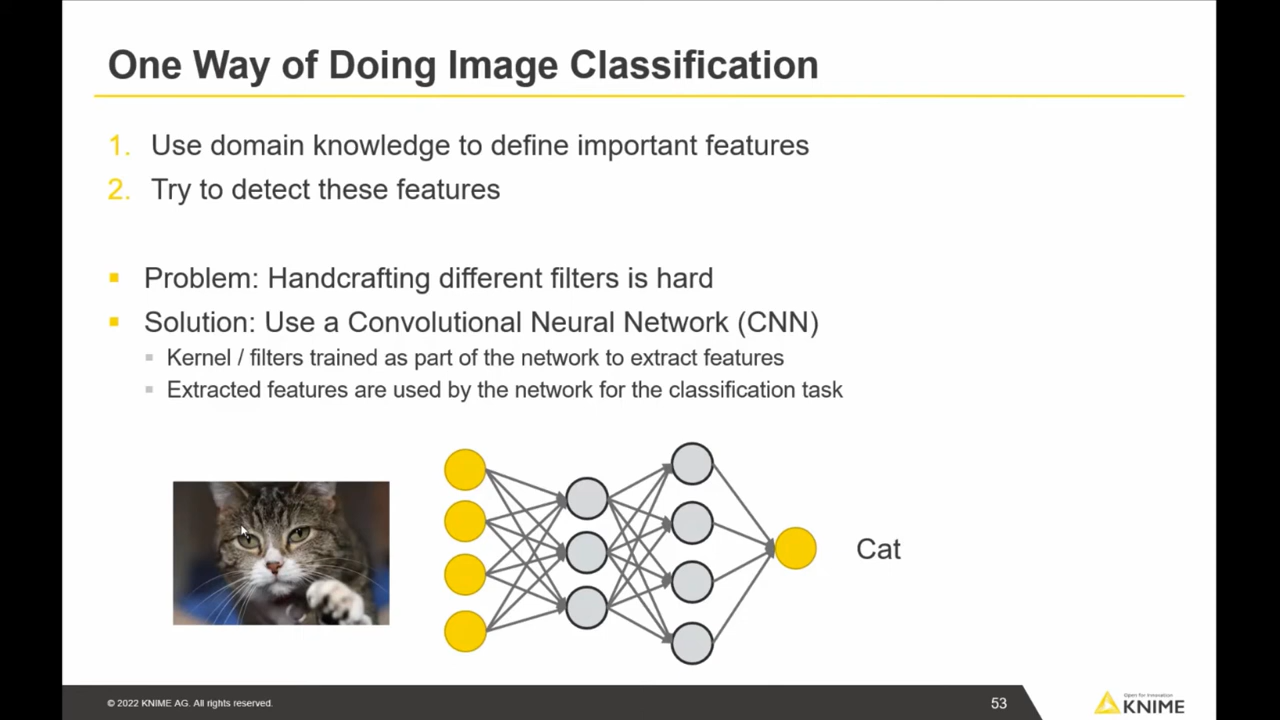 One Way of Doing Image Classification
1. Use domain knowledge to define important features
2. Try to detect these features
Problem: Handcrafting different filters is hard
Solution: Use a Convolutional Neural Network (CNN)
Kernel / filters trained as part of the network to extract features
Extracted features are used by the network for the classification task
Cat
© 2022 KNIME AG. All rights reserved.
53
Open for Innovation
KNIME